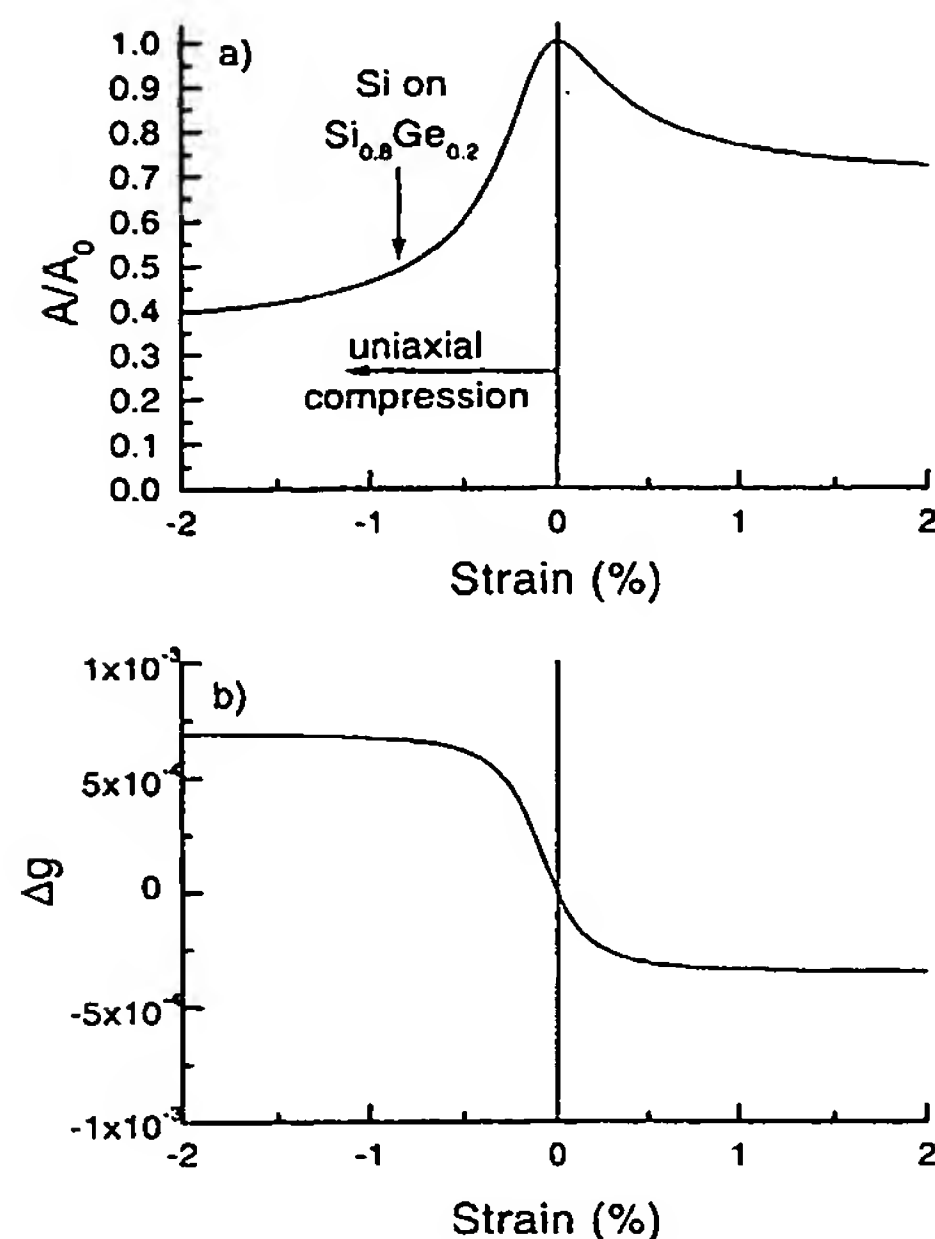 a)
1.0
0.9
0.8
0.7
0.6
0.5
0.4
0.3
0.2
0.1
0.0
A/A₀
Si on
Si₀.₈Ge₀.₂
uniaxial
compression
-2 -1 0 1 2
Strain (%)
b)
1x10⁻³
5x10⁻⁴
0
-5x10⁻⁴
-1x10⁻³
Δg
-2 -1 0 1 2
Strain (%)